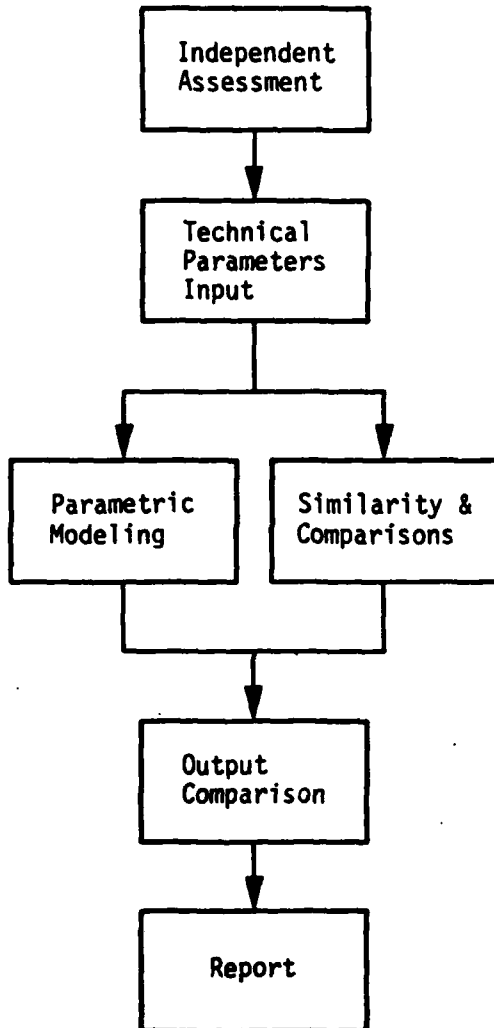 Independent
Assessment
Technical
Parameters
Input
Parametric
Modeling
Similarity &
Comparisons
Output
Comparison
Report